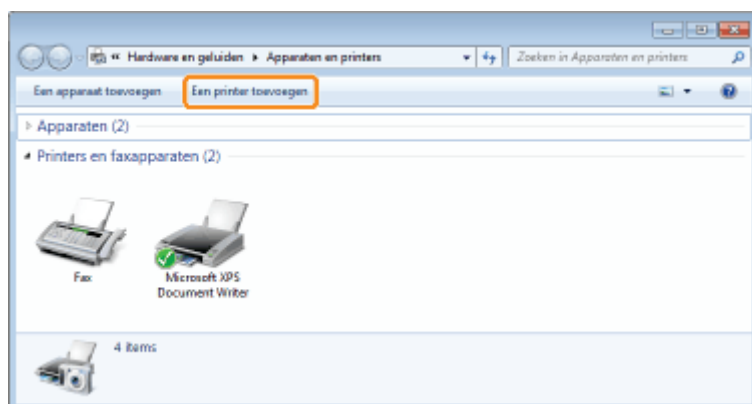 « Hardware en geluiden ▸ Apparaten en printers
Zoeken in Apparaten en printers
Een apparaat toevoegen
Een printer toevoegen
Apparaten (2)
Printers en faxapparaten (2)
Fax
Microsoft XPS
Document Writer
4 items